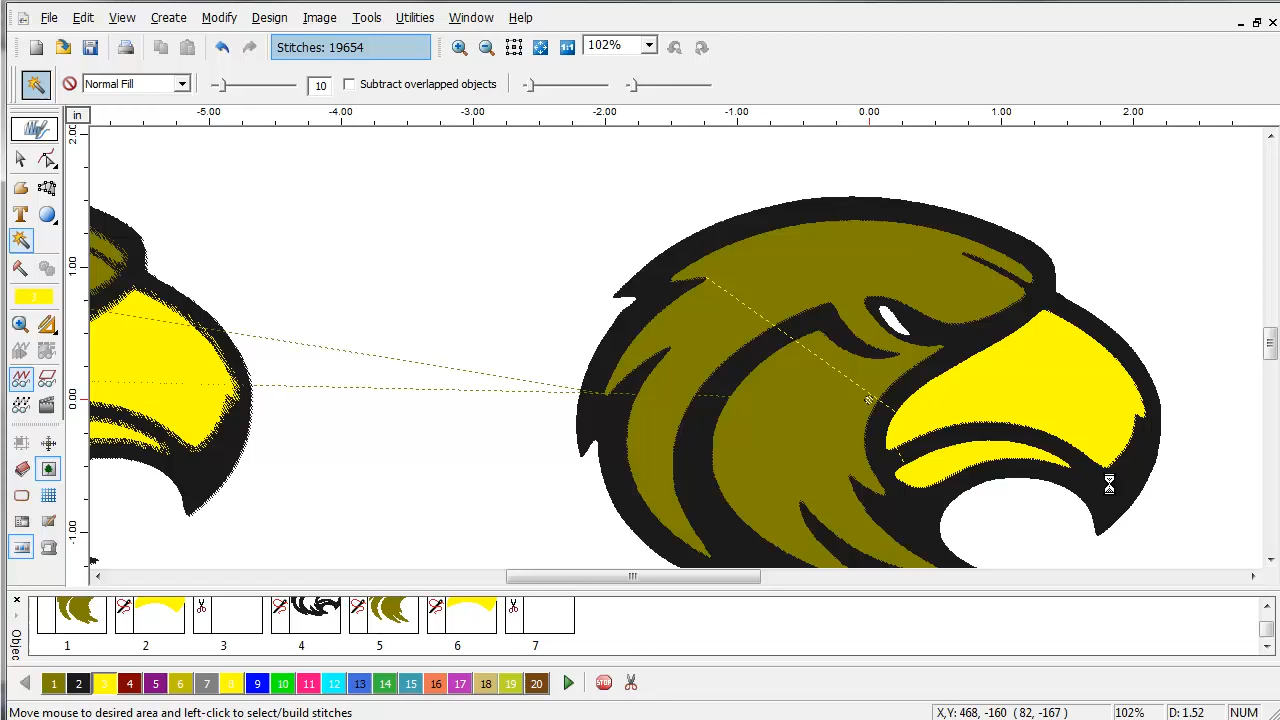 File Edit View Create Modify Design Image Tools Utilities Window Help
Stitches: 19654 102%
Normal Fill 10 Subtract overlapped objects
in -5.00 -4.00 -3.00 -2.00 -1.00 0.00 1.00 2.00
2.00
1.00
0.00
-1.00
Objec
1 2 3 4 5 6 7
1 2 3 4 5 6 7 8 9 10 11 12 13 14 15 16 17 18 19 20
Move mouse to desired area and left-click to select/build stitches X,Y: 468, -160 (82, -167) 102% D: 1.52 NUM